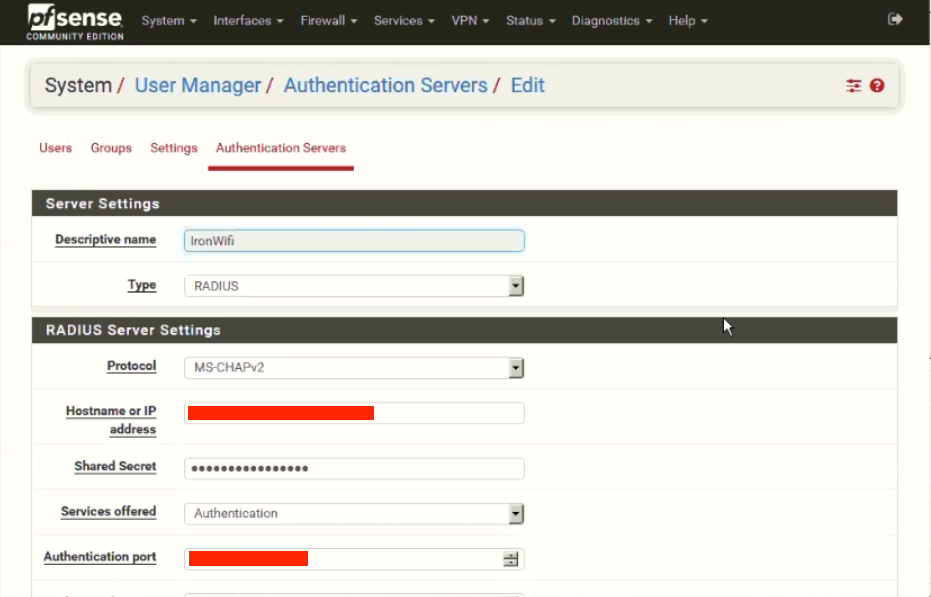 pfsense
COMMUNITY EDITION
System Interfaces Firewall Services VPN Status Diagnostics Help
System / User Manager / Authentication Servers / Edit
Users Groups Settings Authentication Servers
Server Settings
Descriptive name IronWifi
Type RADIUS
RADIUS Server Settings
Protocol MS-CHAPv2
Hostname or IP
address
Shared Secret ••••••••••••••••
Services offered Authentication
Authentication port